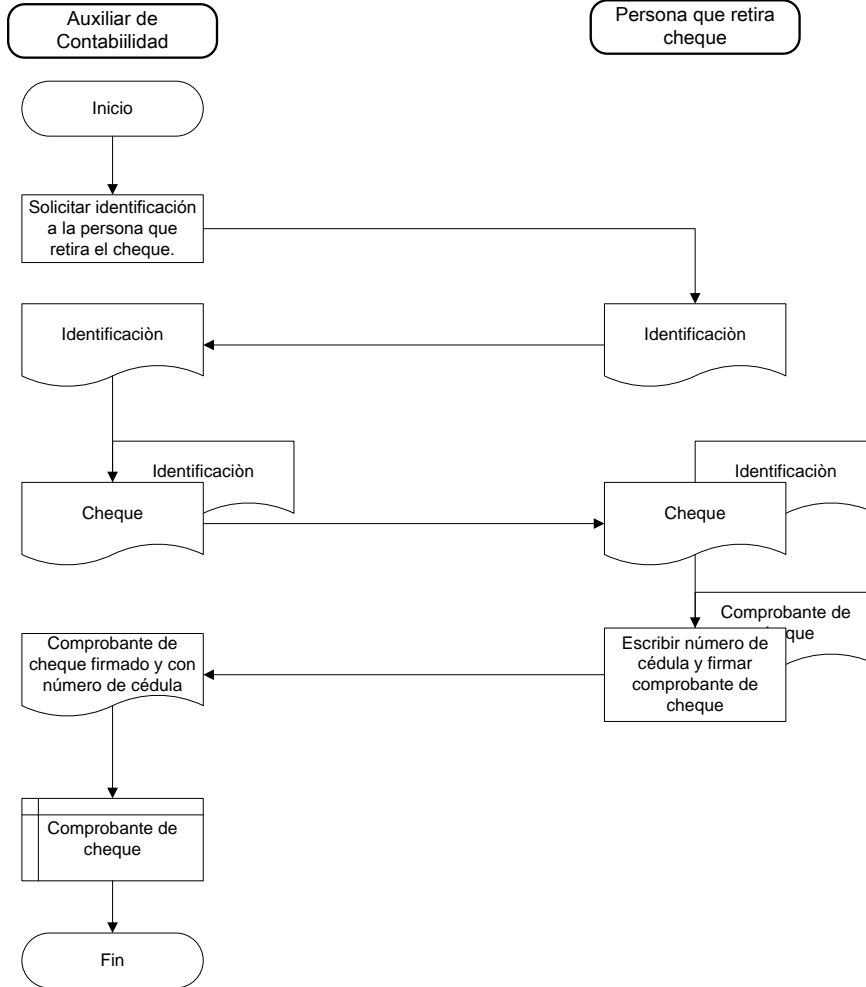 Auxiliar de
Contabilidad
Persona que retira
cheque
Inicio
Solicitar identificación
a la persona que
retira el cheque.
Identificaciòn
Identificaciòn
Identificaciòn
Cheque
Identificaciòn
Cheque
Comprobante de
que
Comprobante de
cheque firmado y con
número de cédula
Escribir número de
cédula y firmar
comprobante de
cheque
Comprobante de
cheque
Fin